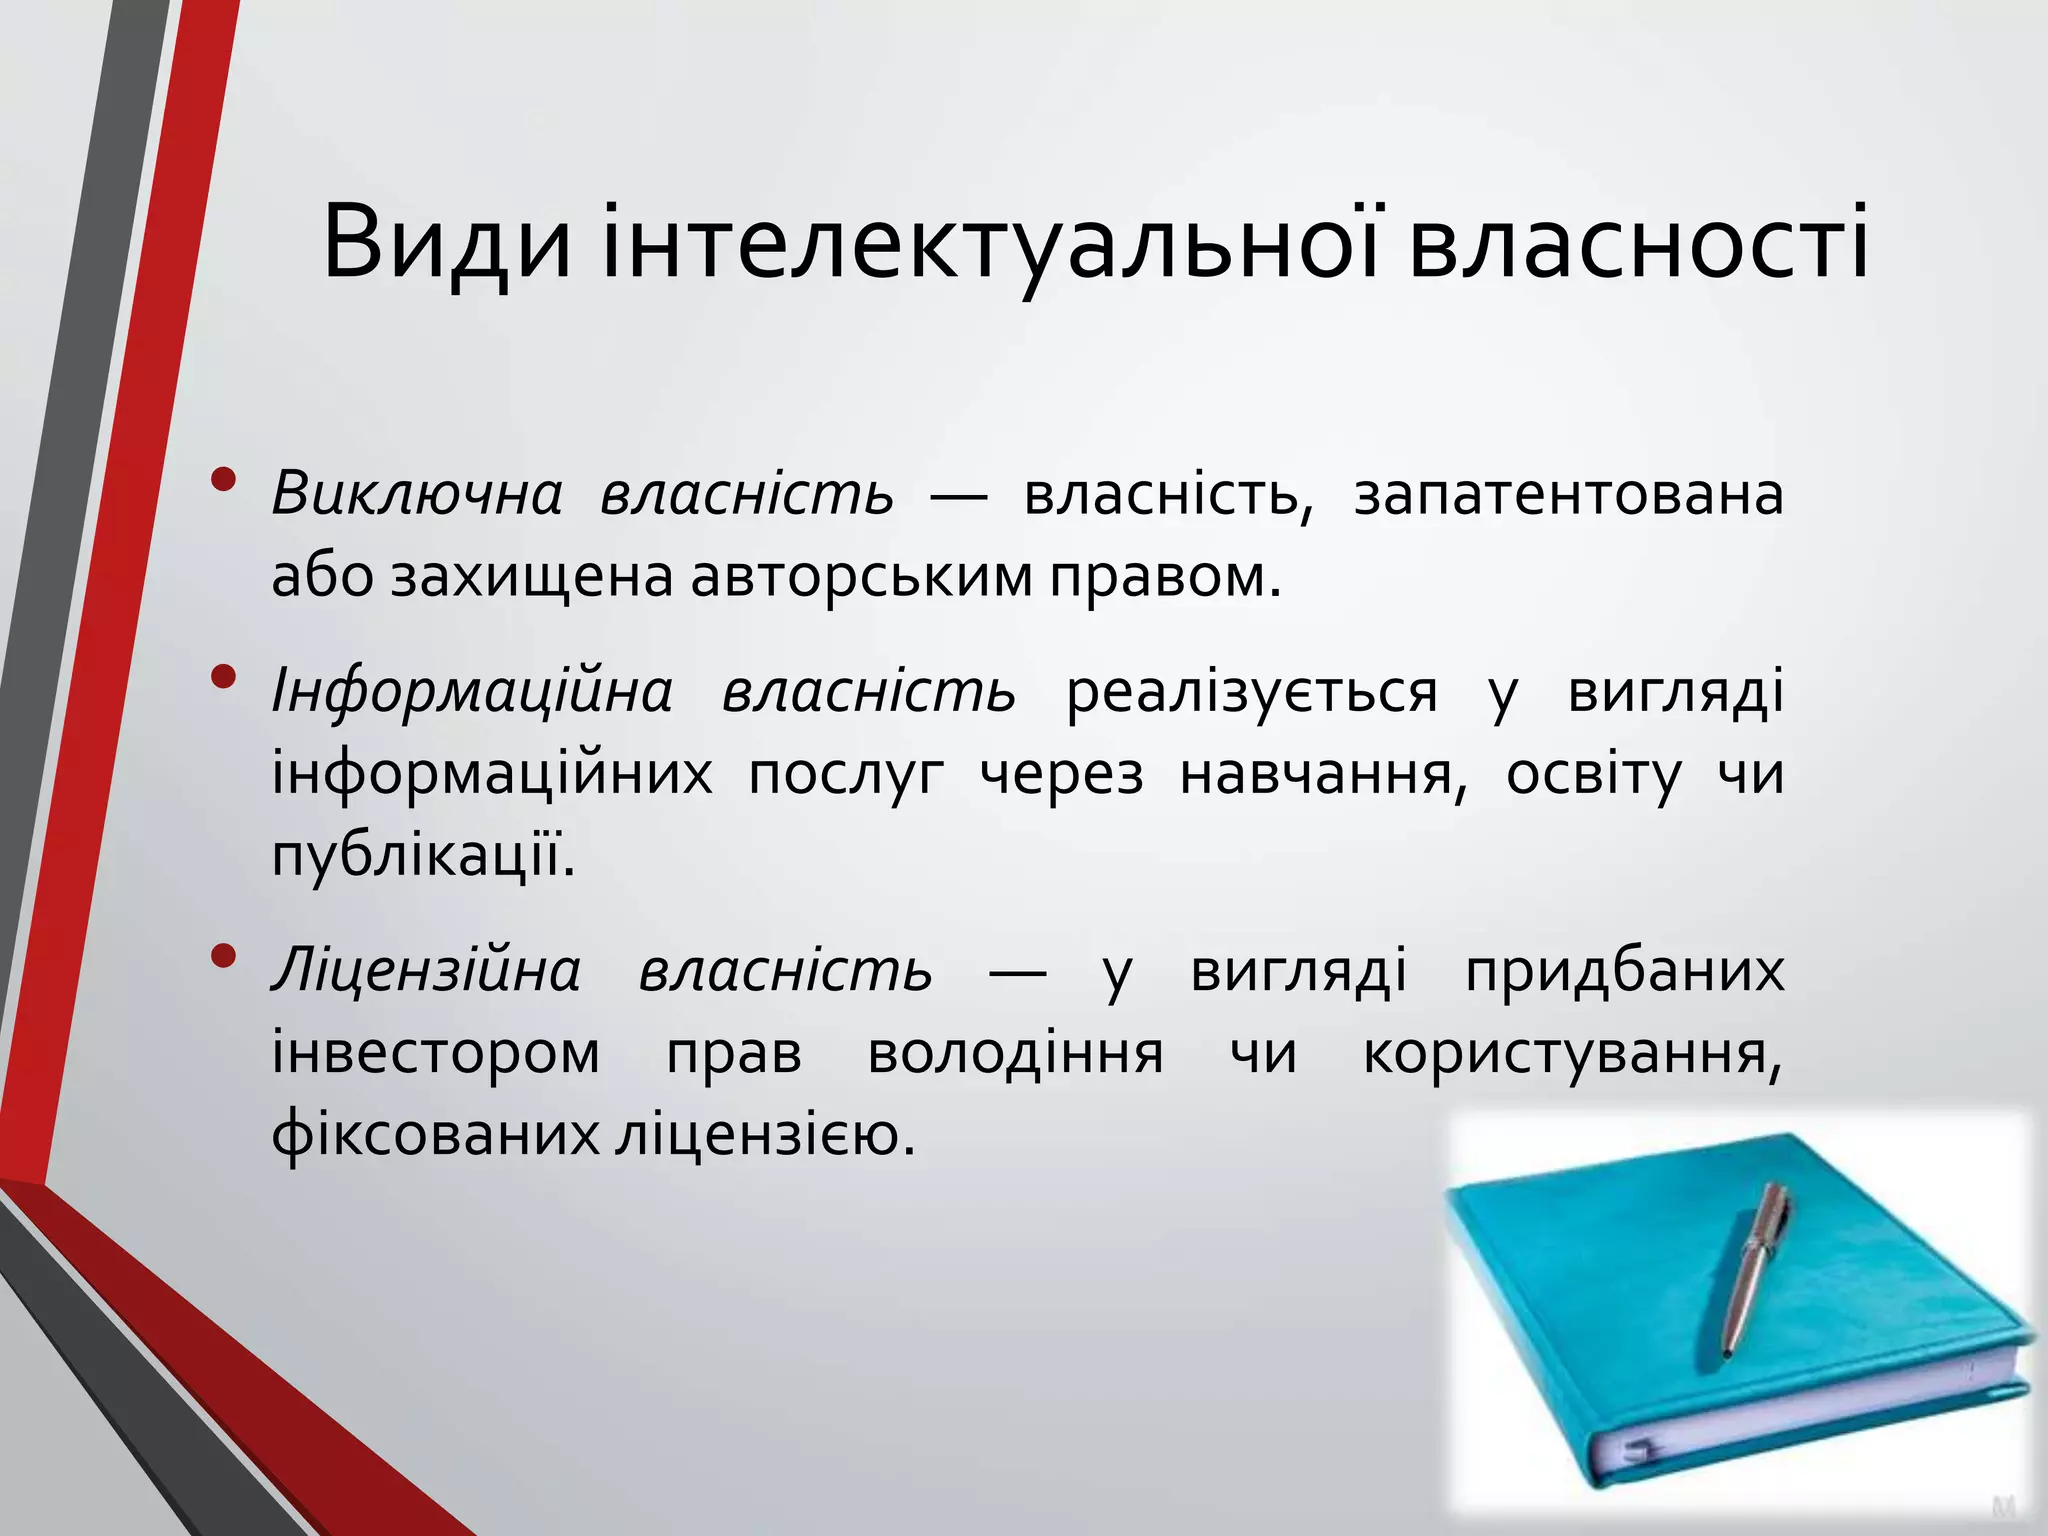 Види інтелектуальної власності
• Виключна власність — власність, запатентована
або захищена авторським правом.
• Інформаційна власність реалізується у вигляді
інформаційних послуг через навчання, освіту чи
публікації.
• Ліцензійна власність — у вигляді придбаних
інвестором прав володіння чи користування,
фіксованих ліцензією.